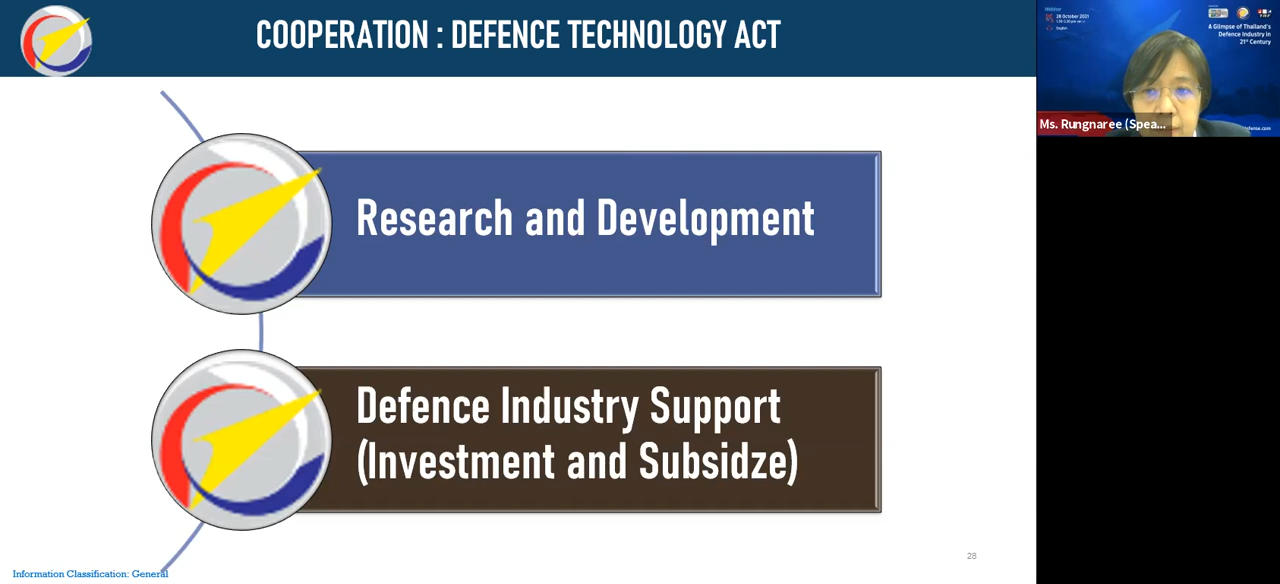 COOPERATION : DEFENCE TECHNOLOGY ACT
Research and Development
Defence Industry Support
(Investment and Subsidze)
28
Information Classification: General
Webinar
28 October 2021
English
A Glimpse of Thailand's
Defence Industry in
21st Century
Ms. Rungnaree (Spea...